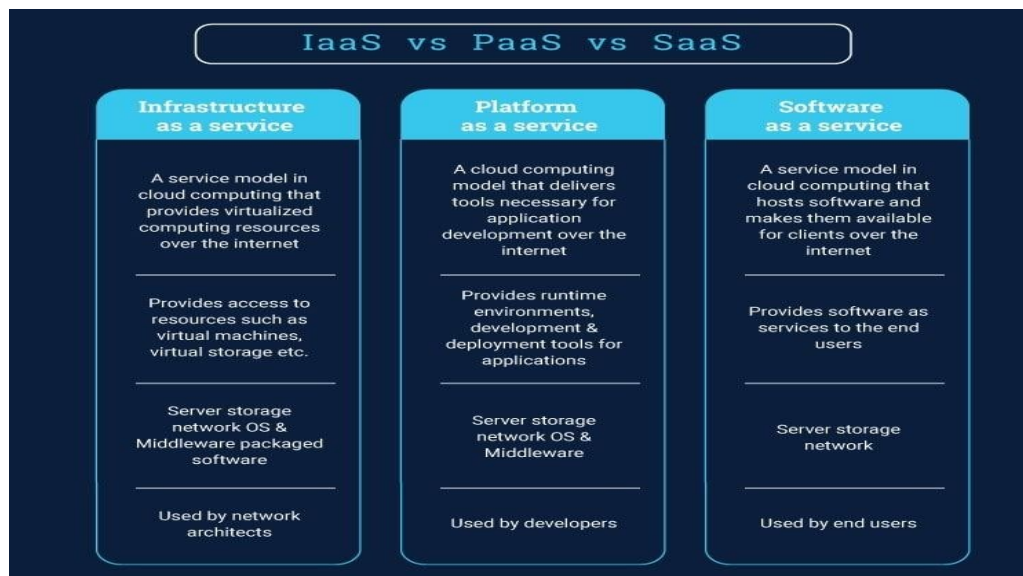 IaaS vs PaaS vs SaaS
Infrastructure
as a service
A service model in
cloud computing that
provides virtualized
computing resources
over the internet
Provides access to
resources such as
virtual machines,
virtual storage etc.
Server storage
network OS &
Middleware packaged
software
Used by network
architects
Platform
as a service
A cloud computing
model that delivers
tools necessary for
application
development over the
internet
Provides runtime
environments,
development &
deployment tools for
applications
Server storage
network OS &
Middleware
Used by developers
Software
as a service
A service model in
cloud computing that
hosts software and
makes them available
for clients over the
internet
Provides software as
services to the end
users
Server storage
network
Used by end users